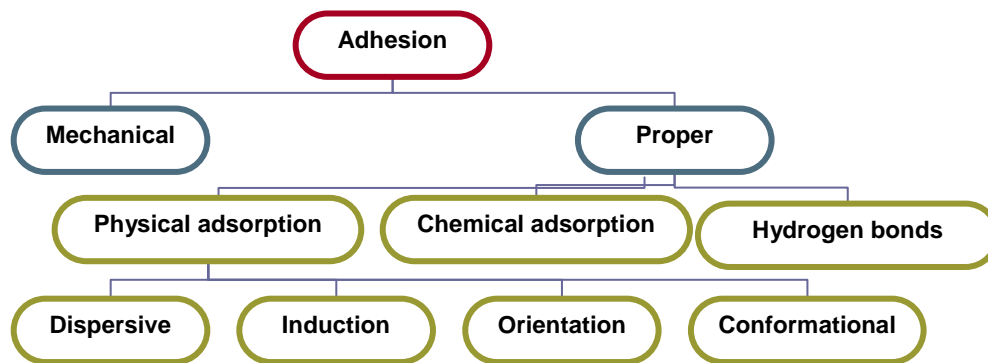 Adhesion
Mechanical
Proper
Physical adsorption
Chemical adsorption
Hydrogen bonds
Dispersive
Induction
Orientation
Conformational